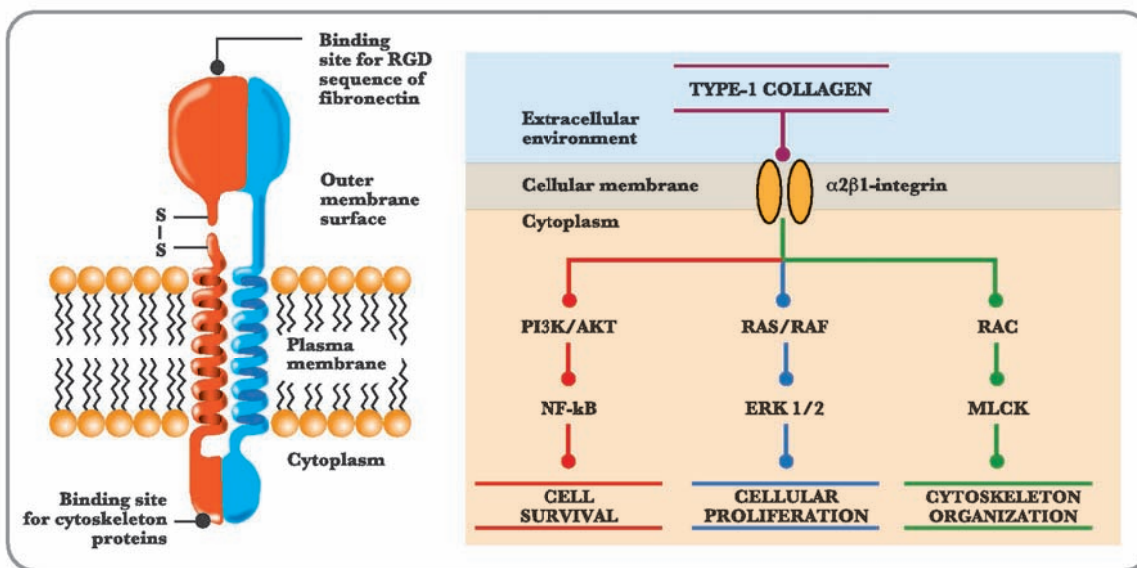 Binding
site for RGD
sequence of
fibronectin
Outer
membrane
surface
S
S
Plasma
membrane
Cytoplasm
Binding site
for cytoskeleton
proteins
TYPE-1 COLLAGEN
Extracellular
environment
Cellular membrane
α2β1-integrin
Cytoplasm
PI3K/AKT
RAS/RAF
RAC
NF-kB
ERK 1/2
MLCK
CELL
SURVIVAL
CELLULAR
PROLIFERATION
CYTOSKELETON
ORGANIZATION